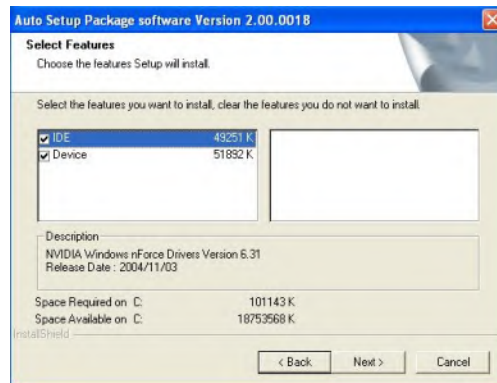 Auto Setup Package software Version 2.00.0018
Select Features
Choose the features Setup will install.
Select the features you want to install, clear the features you do not want to install.
IDE 49251 K
Device 51892 K
Description
NVIDIA Windows nForce Drivers Version 6.31
Release Date : 2004/11/03
Space Required on C: 101143 K
Space Available on C: 18753568 K
InstallShield
< Back Next > Cancel